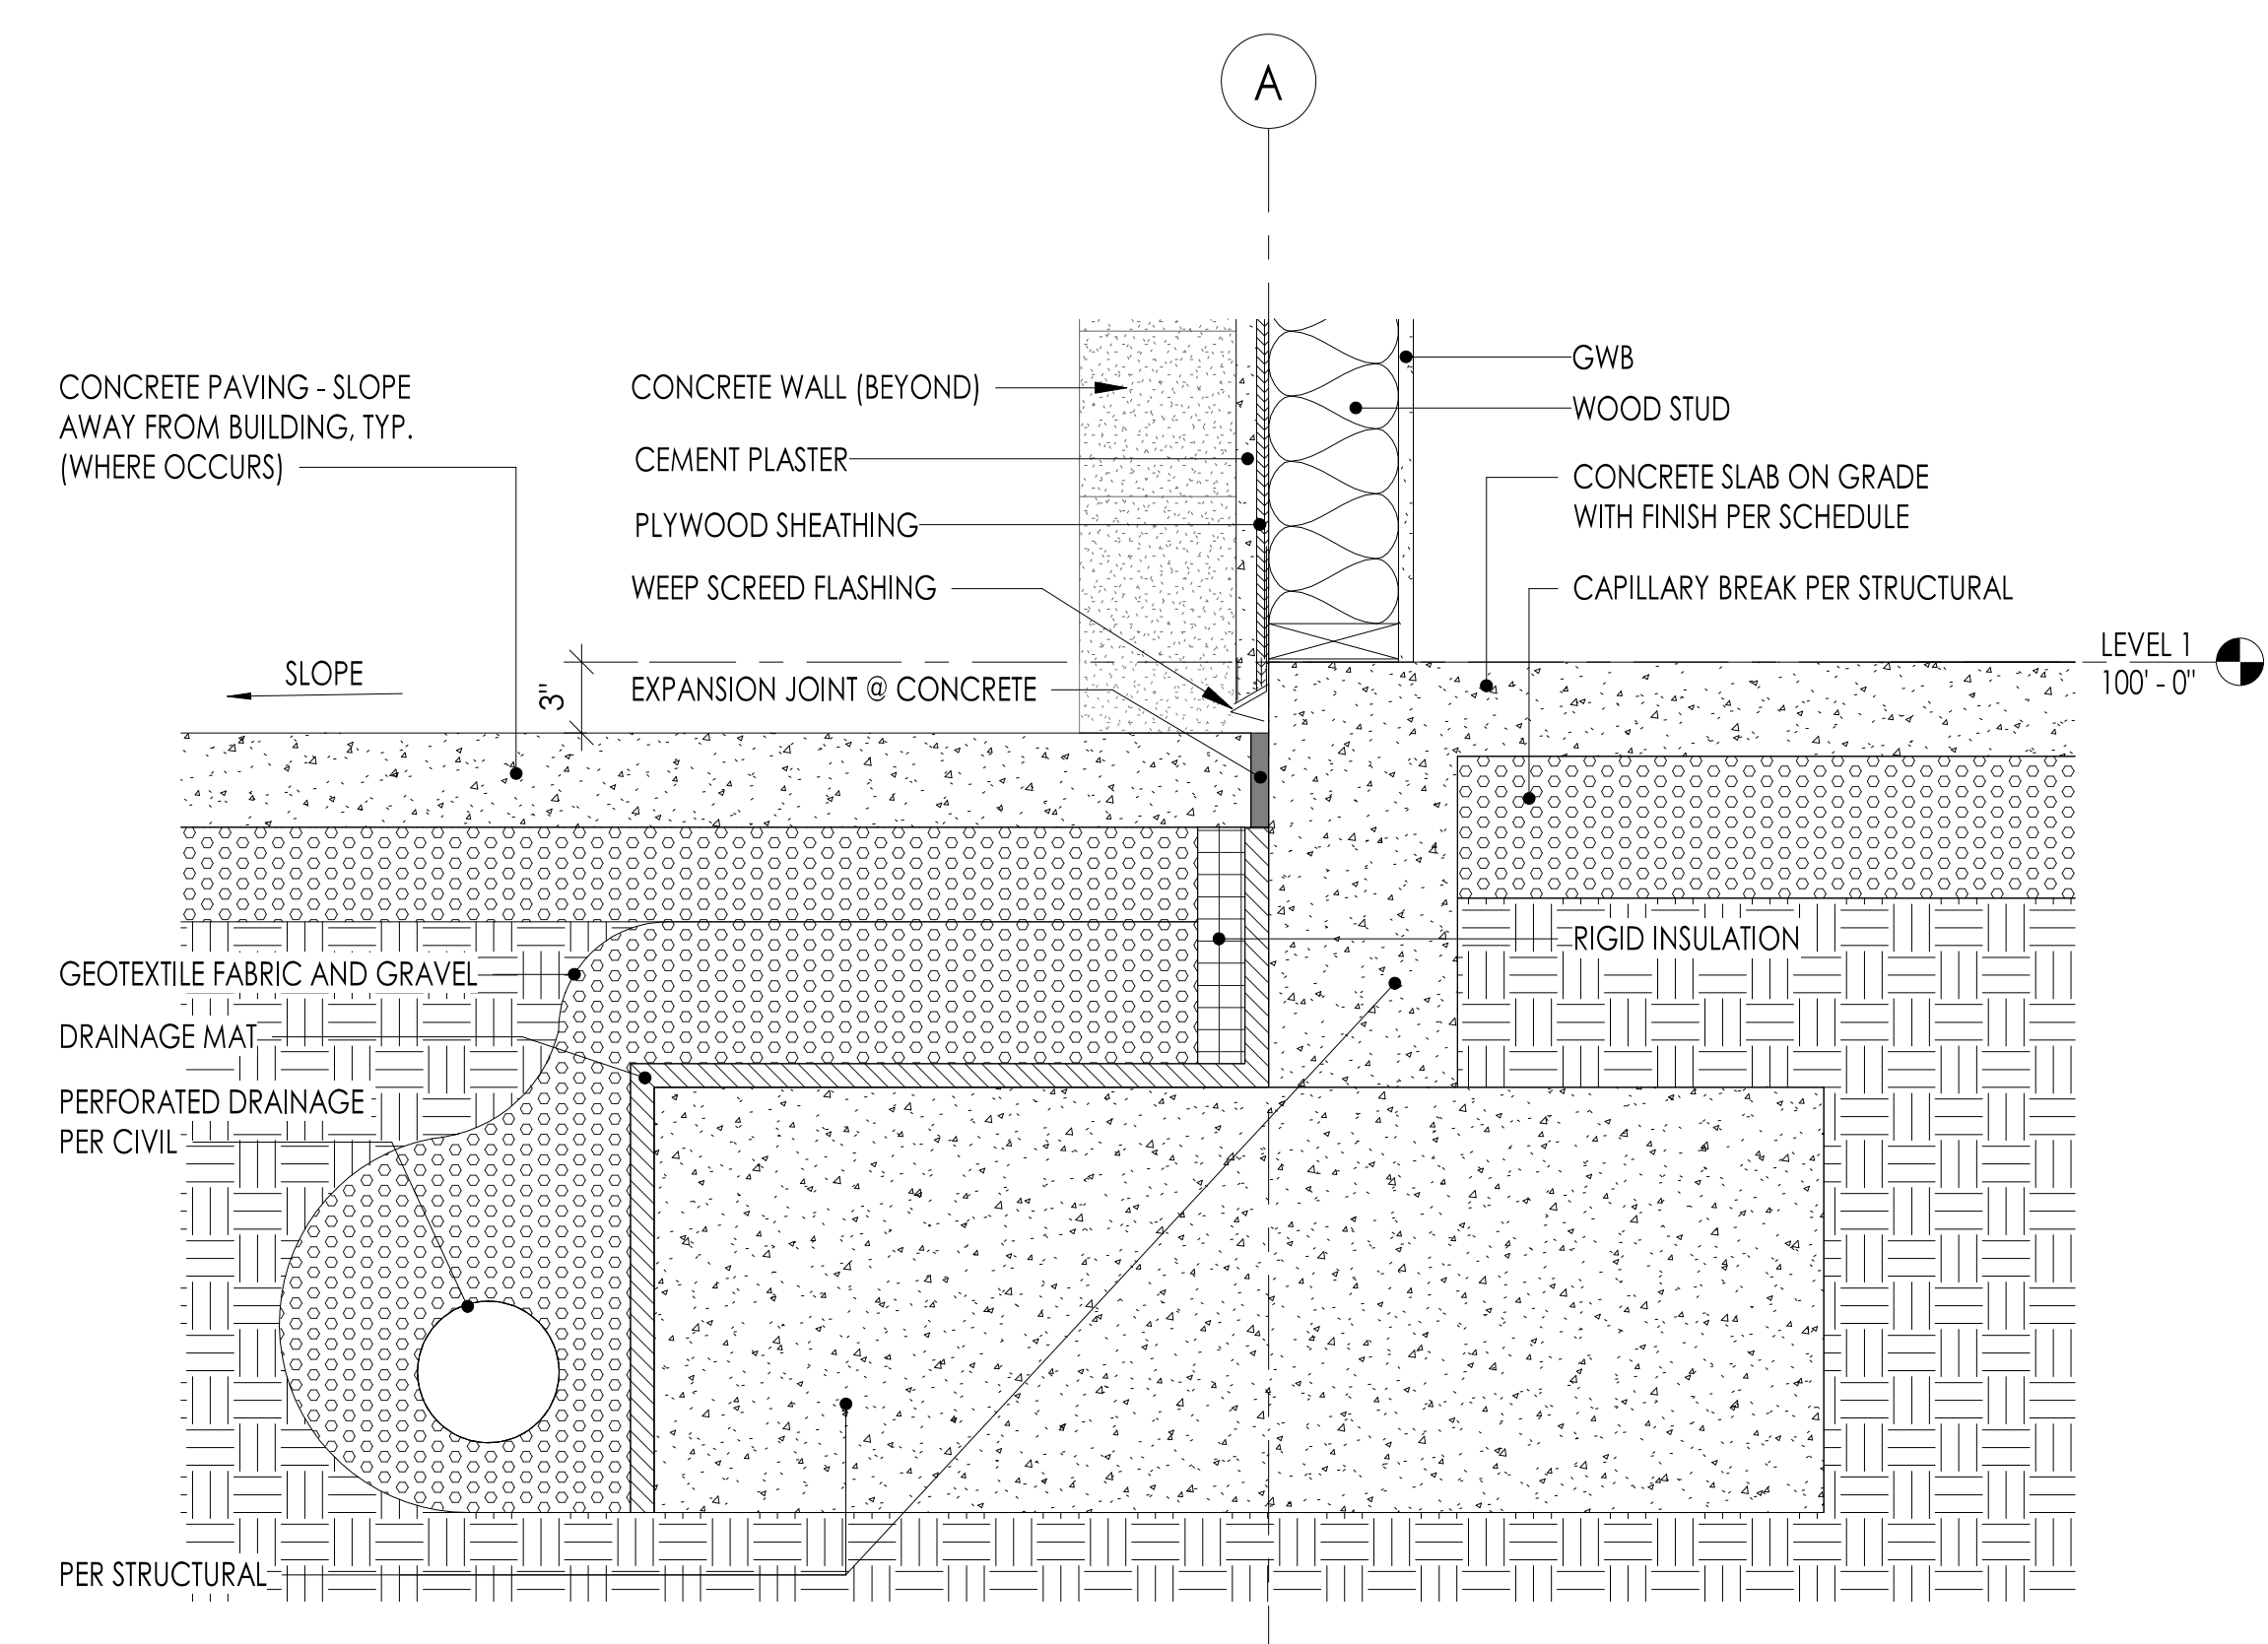 A
GWB
WOOD STUD
CONCRETE PAVING - SLOPE
AWAY FROM BUILDING, TYP.
(WHERE OCCURS)
CONCRETE WALL (BEYOND)
CEMENT PLASTER
PLYWOOD SHEATHING
WEEP SCREED FLASHING
CONCRETE SLAB ON GRADE
WITH FINISH PER SCHEDULE
CAPILLARY BREAK PER STRUCTURAL
LEVEL 1
100' - 0"
SLOPE
3"
EXPANSION JOINT @ CONCRETE
RIGID INSULATION
GEOTEXTILE FABRIC AND GRAVEL
DRAINAGE MAT
PERFORATED DRAINAGE
PER CIVIL
PER STRUCTURAL